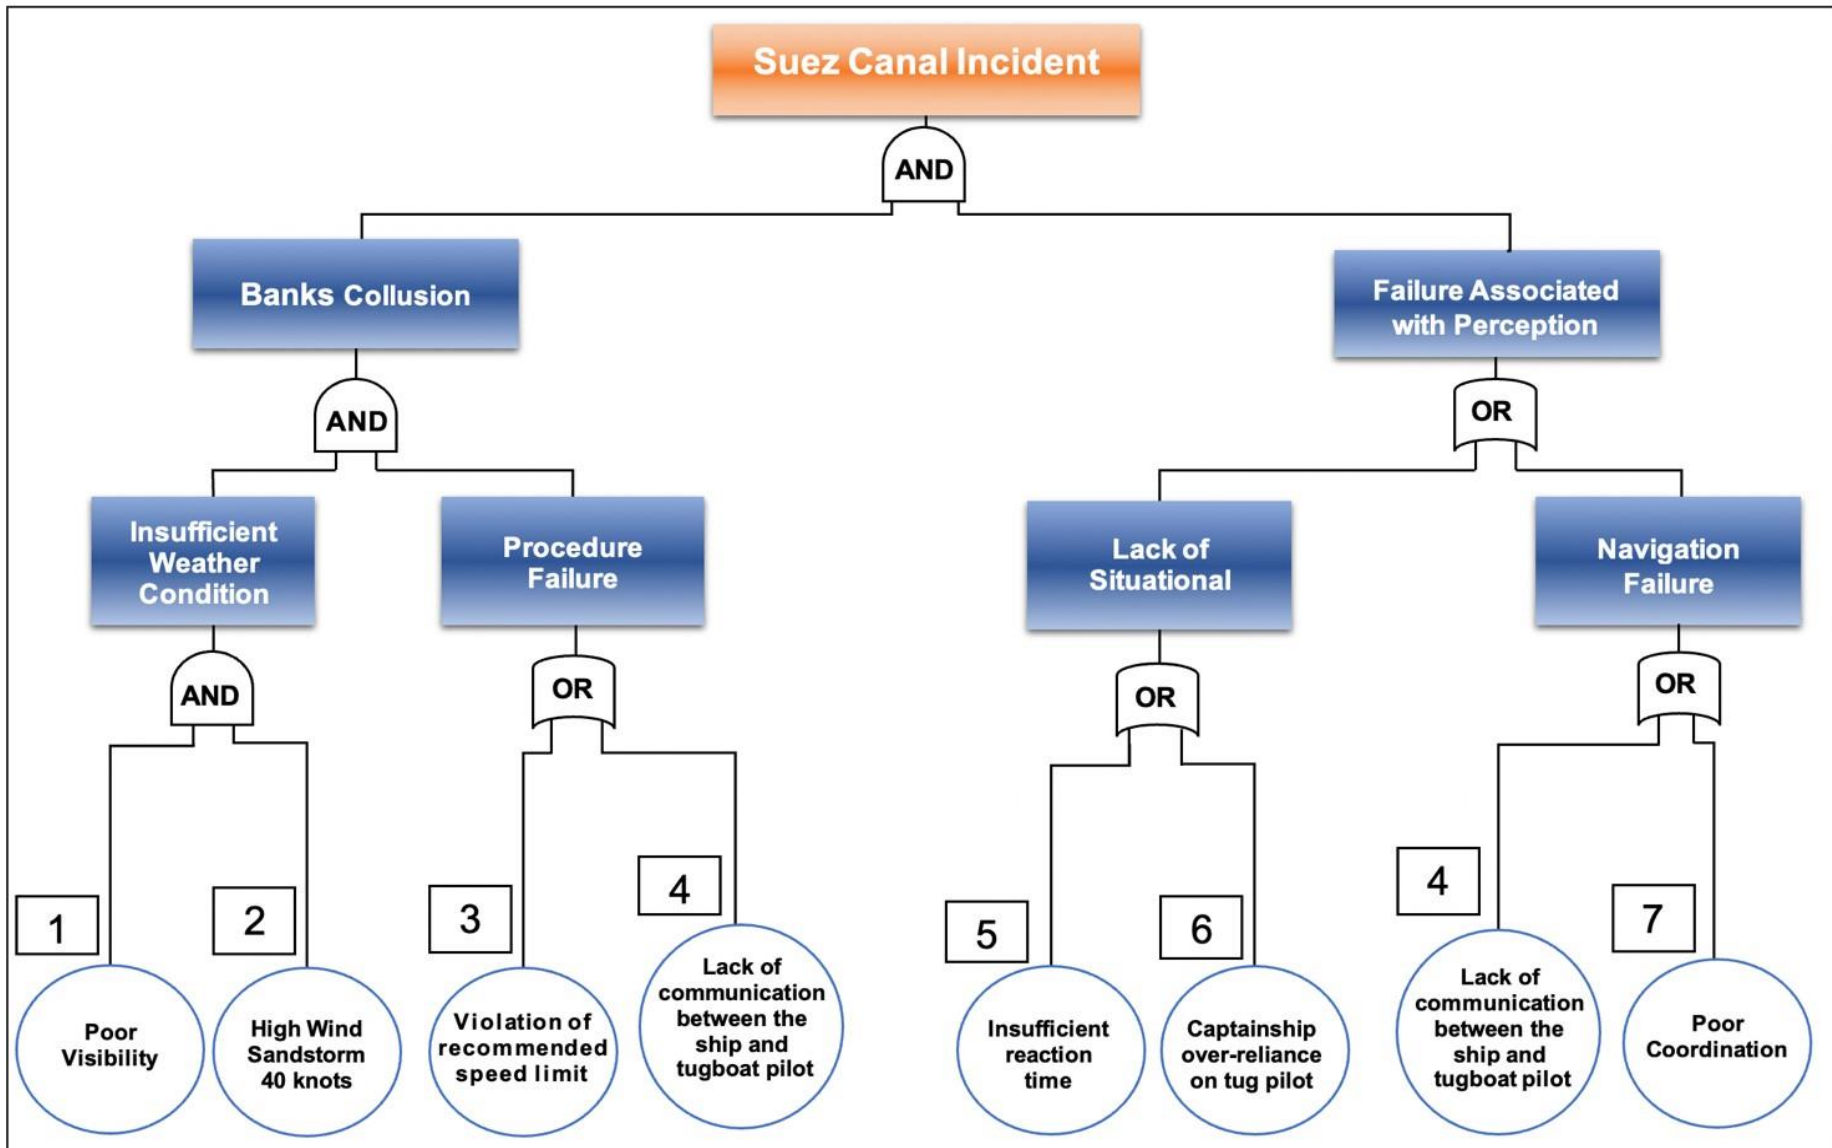 Suez Canal Incident
AND
Banks Collusion
Failure Associated
with Perception
AND
OR
Insufficient
Weather
Condition
Procedure
Failure
Lack of
Situational
Navigation
Failure
AND
OR
OR
OR
1
2
3
4
5
6
4
7
Poor
Visibility
High Wind
Sandstorm
40 knots
Violation of
recommended
speed limit
Lack of
communication
between the
ship and
tugboat pilot
Insufficient
reaction
time
Captainship
over-reliance
on tug pilot
Lack of
communication
between the
ship and
tugboat pilot
Poor
Coordination